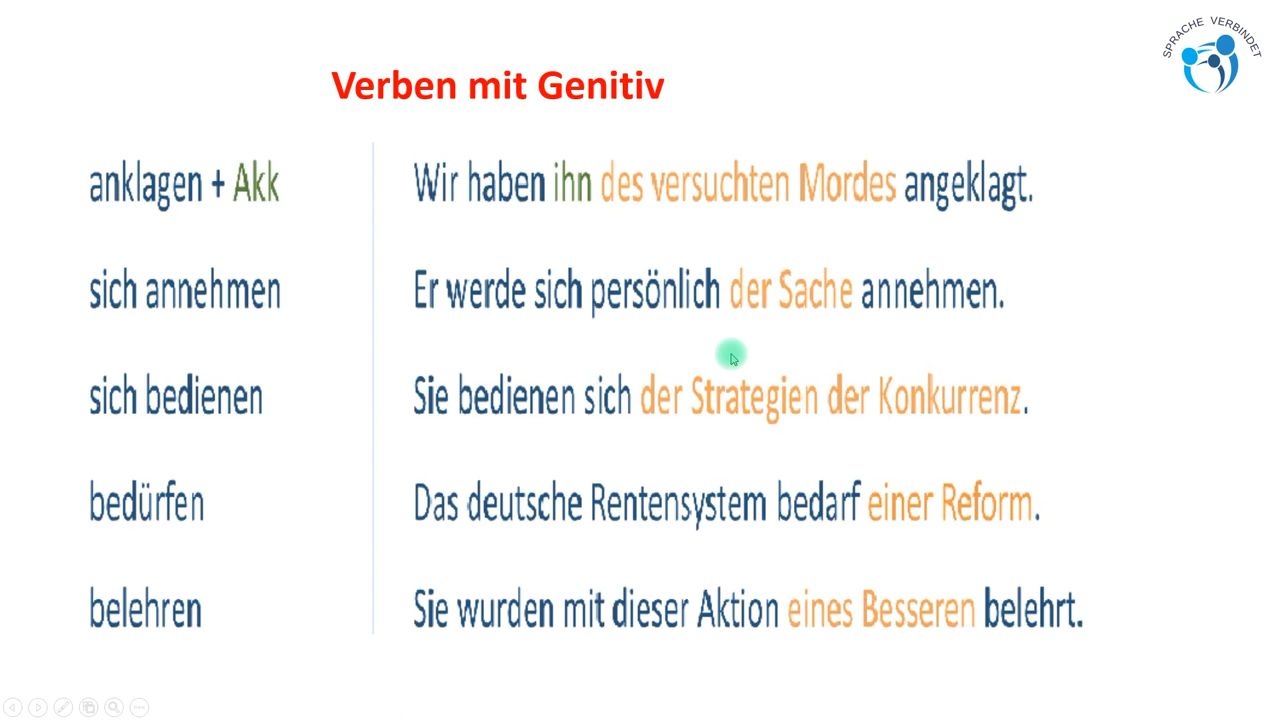 SPRACHE VERBINDET
Verben mit Genitiv
anklagen + Akk
Wir haben ihn des versuchten Mordes angeklagt.
sich annehmen
Er werde sich persönlich der Sache annehmen.
sich bedienen
Sie bedienen sich der Strategien der Konkurrenz.
bedürfen
Das deutsche Rentensystem bedarf einer Reform.
belehren
Sie wurden mit dieser Aktion eines Besseren belehrt.